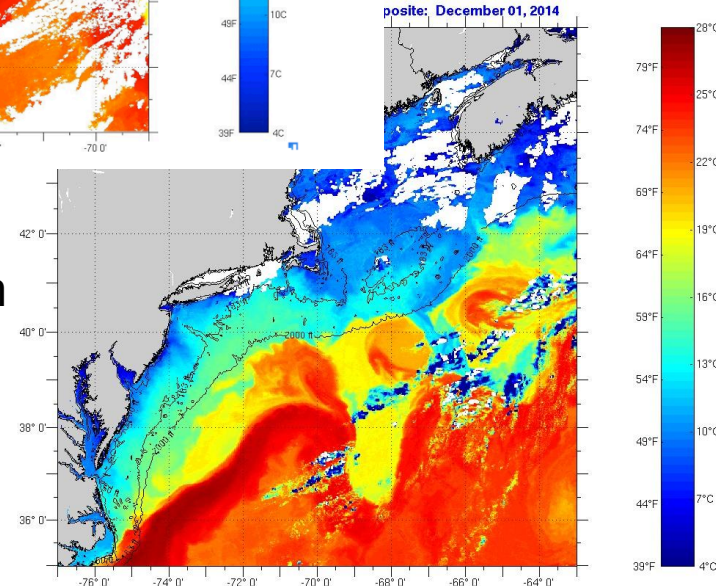 posite: December 01, 2014
49F
44F
39F
10C
7C
4C
-70 0'
n
42° 0'
40° 0'
38° 0'
36° 0'
-76° 0'
-74° 0'
-72° 0'
-70° 0'
-68° 0'
-66° 0'
-64° 0'
2000 ft
2000 ft
79°F
74°F
69°F
64°F
59°F
54°F
49°F
44°F
39°F
28°C
25°C
22°C
19°C
16°C
13°C
10°C
7°C
4°C